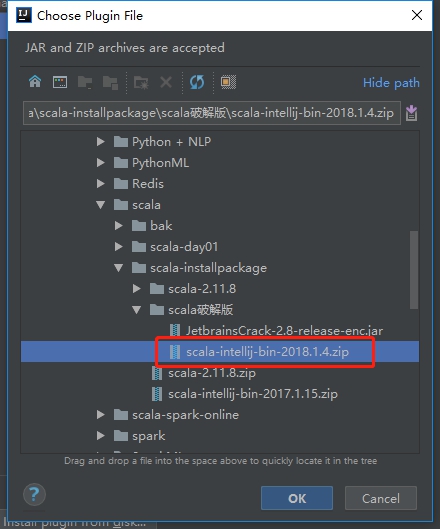 Choose Plugin File
JAR and ZIP archives are accepted
Hide path
a\scala-installpackage\scala破解版\scala-intellij-bin-2018.1.4.zip
Python + NLP
PythonML
Redis
scala
bak
scala-day01
scala-installpackage
scala-2.11.8
scala破解版
JetbrainsCrack-2.8-release-enc.jar
scala-intellij-bin-2018.1.4.zip
scala-2.11.8.zip
scala-intellij-bin-2017.1.15.zip
scala-spark-online
spark
Drag and drop a file into the space above to quickly locate it in the tree
?
OK
Cancel
Install plugin from disk...